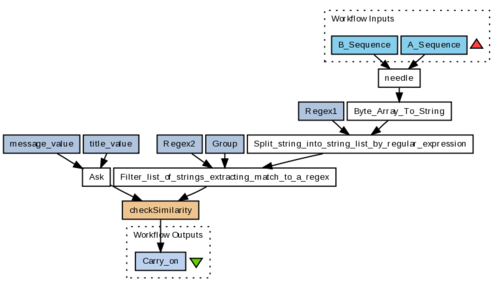 Workflow Inputs
B_Sequence
A_Sequence
needle
Regex1
Byte_Array_To_String
message_value
title_value
Regex2
Group
Split_string_into_string_list_by_regular_expression
Ask
Filter_list_of_strings_extracting_match_to_a_regex
checkSimilarity
Workflow Outputs
Carry_on